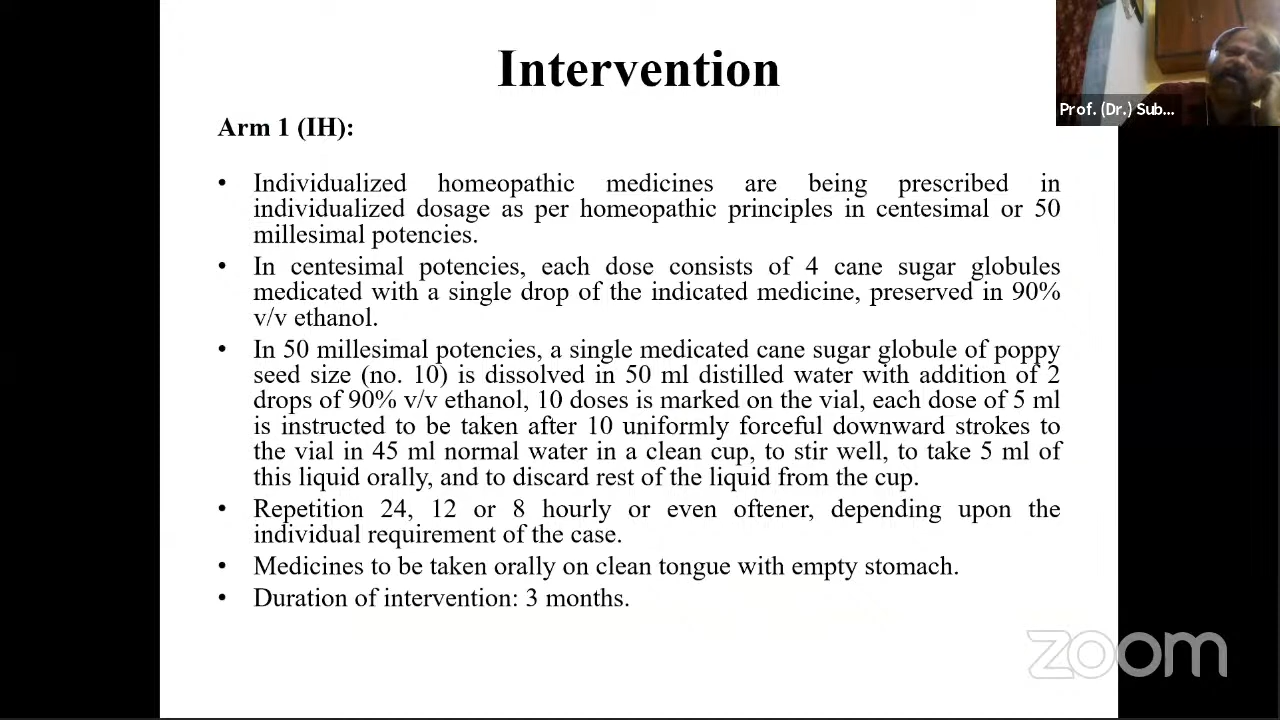 Intervention
Prof. (Dr.) Sub...
Arm 1 (IH):
• Individualized homeopathic medicines are being prescribed in
individualized dosage as per homeopathic principles in centesimal or 50
millesimal potencies.
• In centesimal potencies, each dose consists of 4 cane sugar globules
medicated with a single drop of the indicated medicine, preserved in 90%
v/v ethanol.
• In 50 millesimal potencies, a single medicated cane sugar globule of poppy
seed size (no. 10) is dissolved in 50 ml distilled water with addition of 2
drops of 90% v/v ethanol, 10 doses is marked on the vial, each dose of 5 ml
is instructed to be taken after 10 uniformly forceful downward strokes to
the vial in 45 ml normal water in a clean cup, to stir well, to take 5 ml of
this liquid orally, and to discard rest of the liquid from the cup.
• Repetition 24, 12 or 8 hourly or even oftener, depending upon the
individual requirement of the case.
• Medicines to be taken orally on clean tongue with empty stomach.
• Duration of intervention: 3 months.
zoom